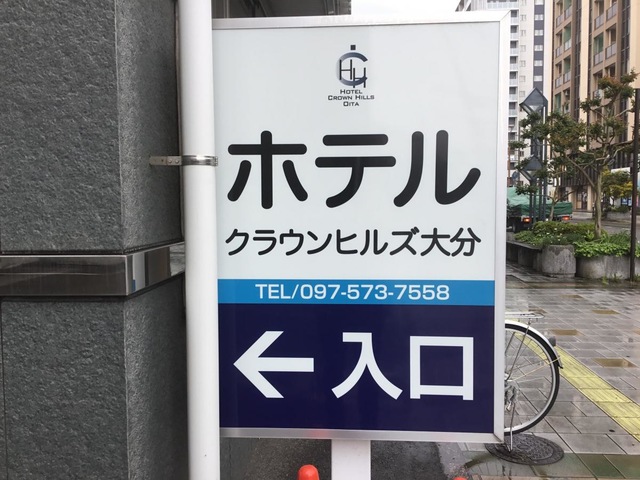 HOTEL
CROWN HILLS
OITA
ホテル
クラウンヒルズ大分
TEL/097-573-7558
← 入口